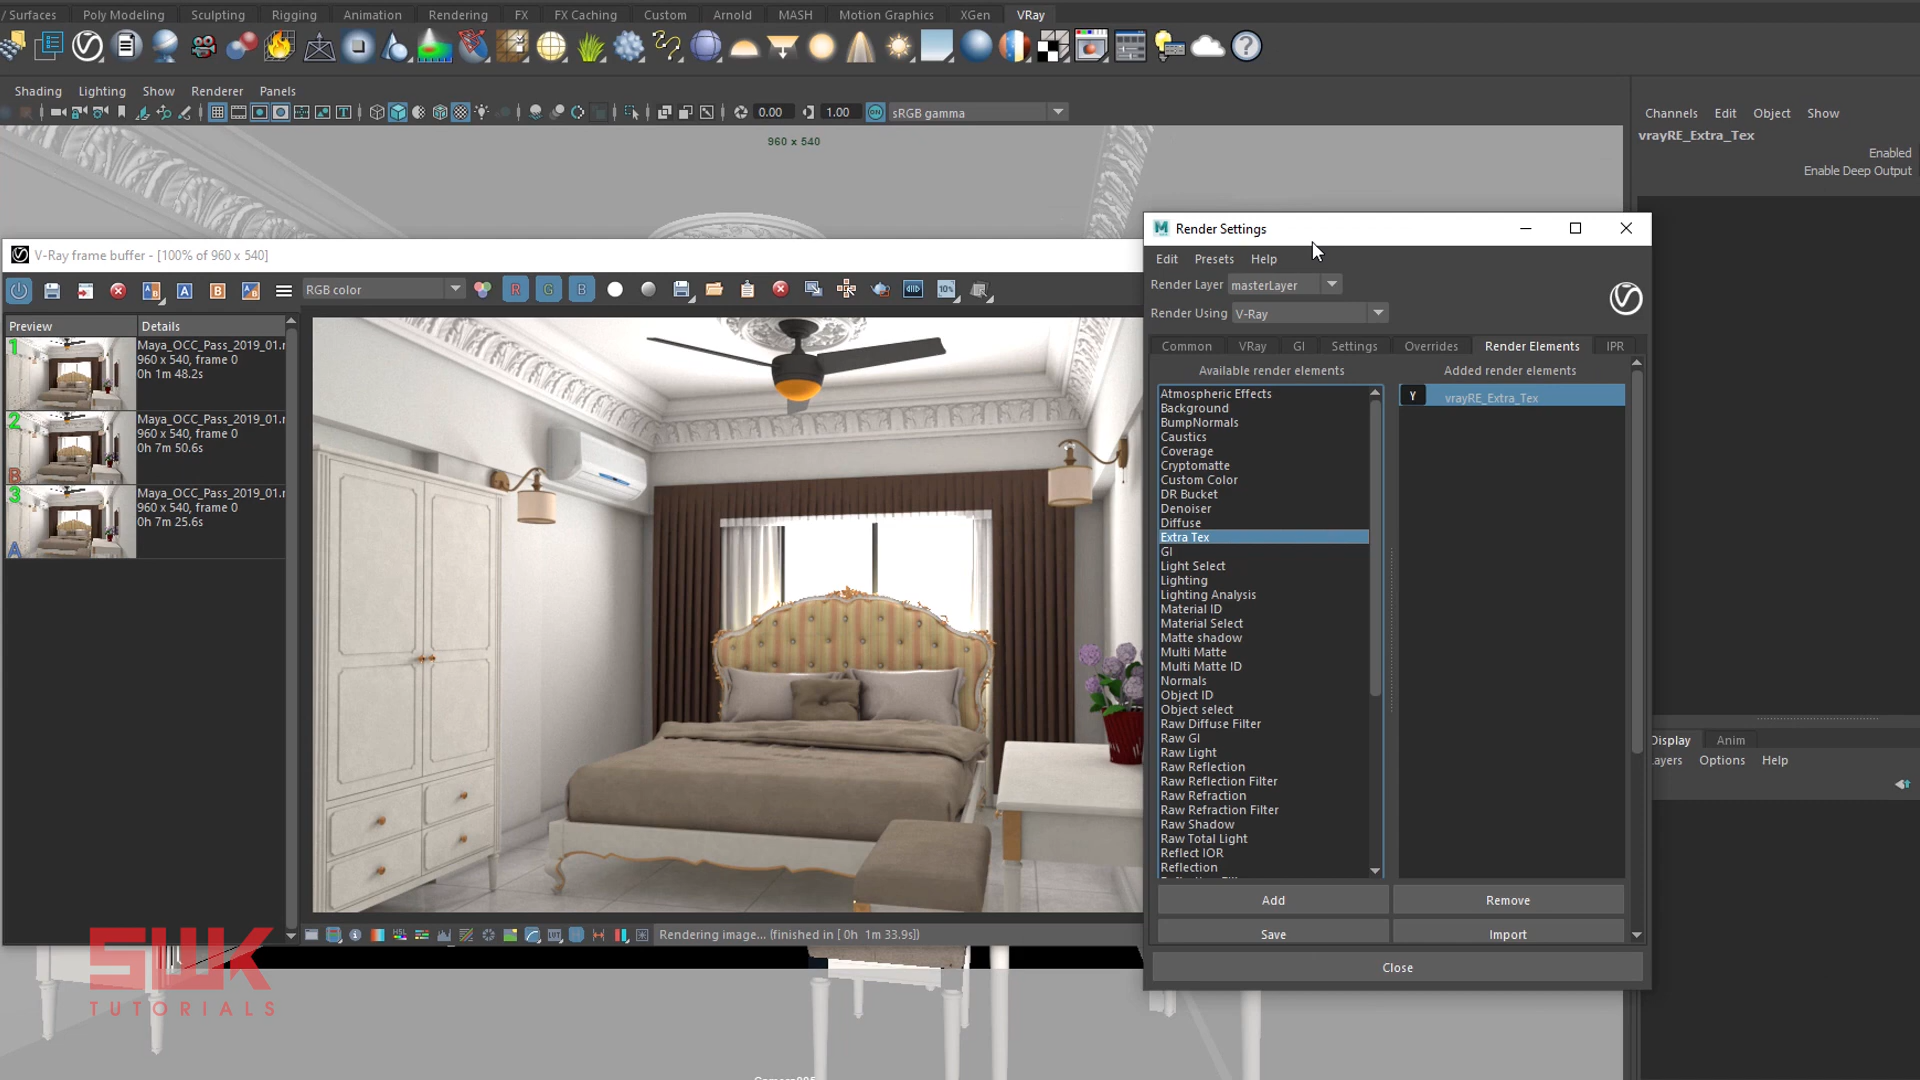 / Surfaces Poly Modeling Sculpting Rigging Animation Rendering FX FX Caching Custom Arnold MASH Motion Graphics XGen VRay
Shading Lighting Show Renderer Panels
0.00 1.00 ON sRGB gamma
960 x 540
Channels Edit Object Show
vrayRE_Extra_Tex
Enabled
Enable Deep Output
V-Ray frame buffer - [100% of 960 x 540]
RGB color
R G B
10%
Preview Details
1
Maya_OCC_Pass_2019_01.r
960 x 540, frame 0
0h 1m 48.2s
2
B
Maya_OCC_Pass_2019_01.r
960 x 540, frame 0
0h 7m 50.6s
3
A
Maya_OCC_Pass_2019_01.r
960 x 540, frame 0
0h 7m 25.6s
Rendering image... (finished in [ 0h 1m 33.9s])
Render Settings
Edit Presets Help
Render Layer masterLayer
Render Using V-Ray
Common VRay GI Settings Overrides Render Elements IPR
Available render elements
Added render elements
Atmospheric Effects
Background
BumpNormals
Caustics
Coverage
Cryptomatte
Custom Color
DR Bucket
Denoiser
Diffuse
Extra Tex
GI
Light Select
Lighting
Lighting Analysis
Material ID
Material Select
Matte shadow
Multi Matte
Multi Matte ID
Normals
Object ID
Object select
Raw Diffuse Filter
Raw GI
Raw Light
Raw Reflection
Raw Reflection Filter
Raw Refraction
Raw Refraction Filter
Raw Shadow
Raw Total Light
Reflect IOR
Reflection
Y vrayRE_Extra_Tex
Add Remove
Save Import
Close
Display Anim
ayers Options Help
SWK
TUTORIALS